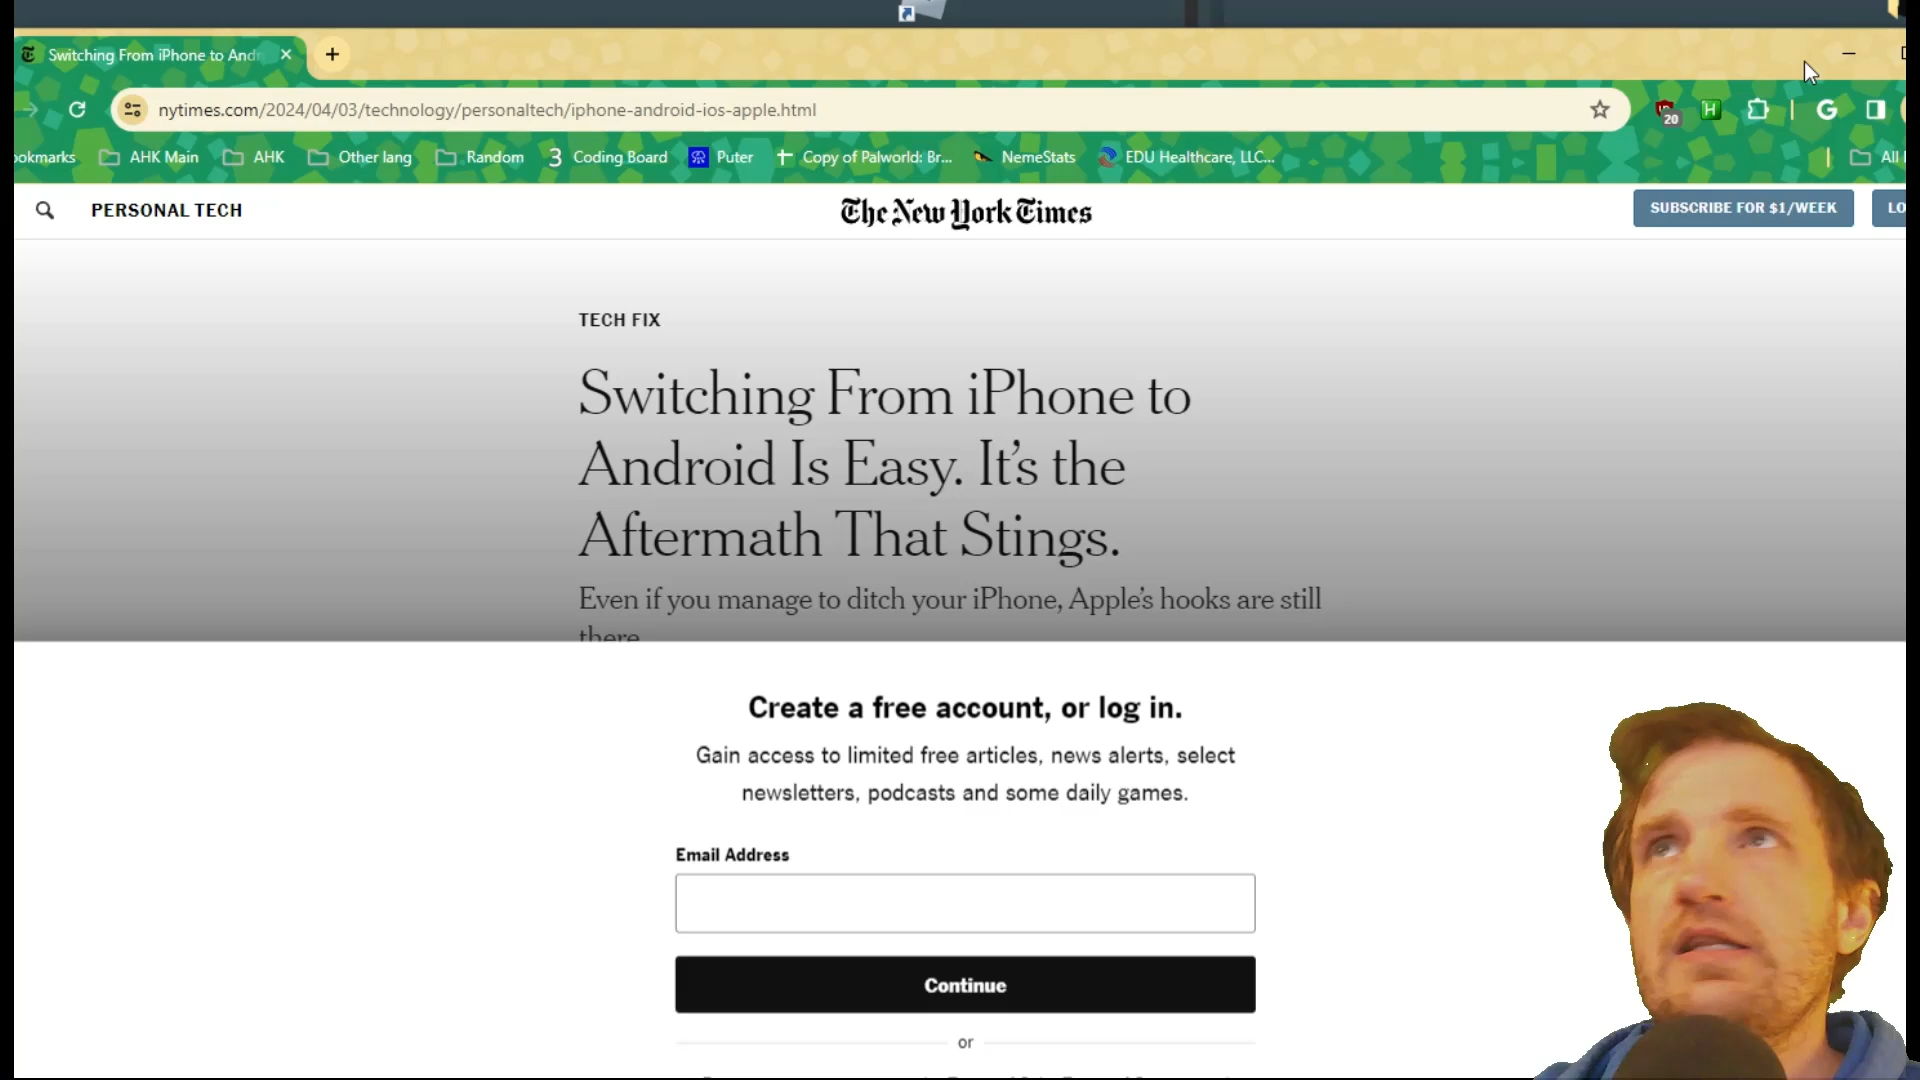 Switching From iPhone to Andr
nytimes.com/2024/04/03/technology/personaltech/iphone-android-ios-apple.html
20
H
G
ookmarks
AHK Main
AHK
Other lang
Random
3 Coding Board
Puter
Copy of Palworld: Br...
NemeStats
EDU Healthcare, LLC...
All
PERSONAL TECH
The New York Times
SUBSCRIBE FOR $1/WEEK
LO
TECH FIX
Switching From iPhone to
Android Is Easy. It’s the
Aftermath That Stings.
Even if you manage to ditch your iPhone, Apple’s hooks are still
there
Create a free account, or log in.
Gain access to limited free articles, news alerts, select
newsletters, podcasts and some daily games.
Email Address
Continue
or